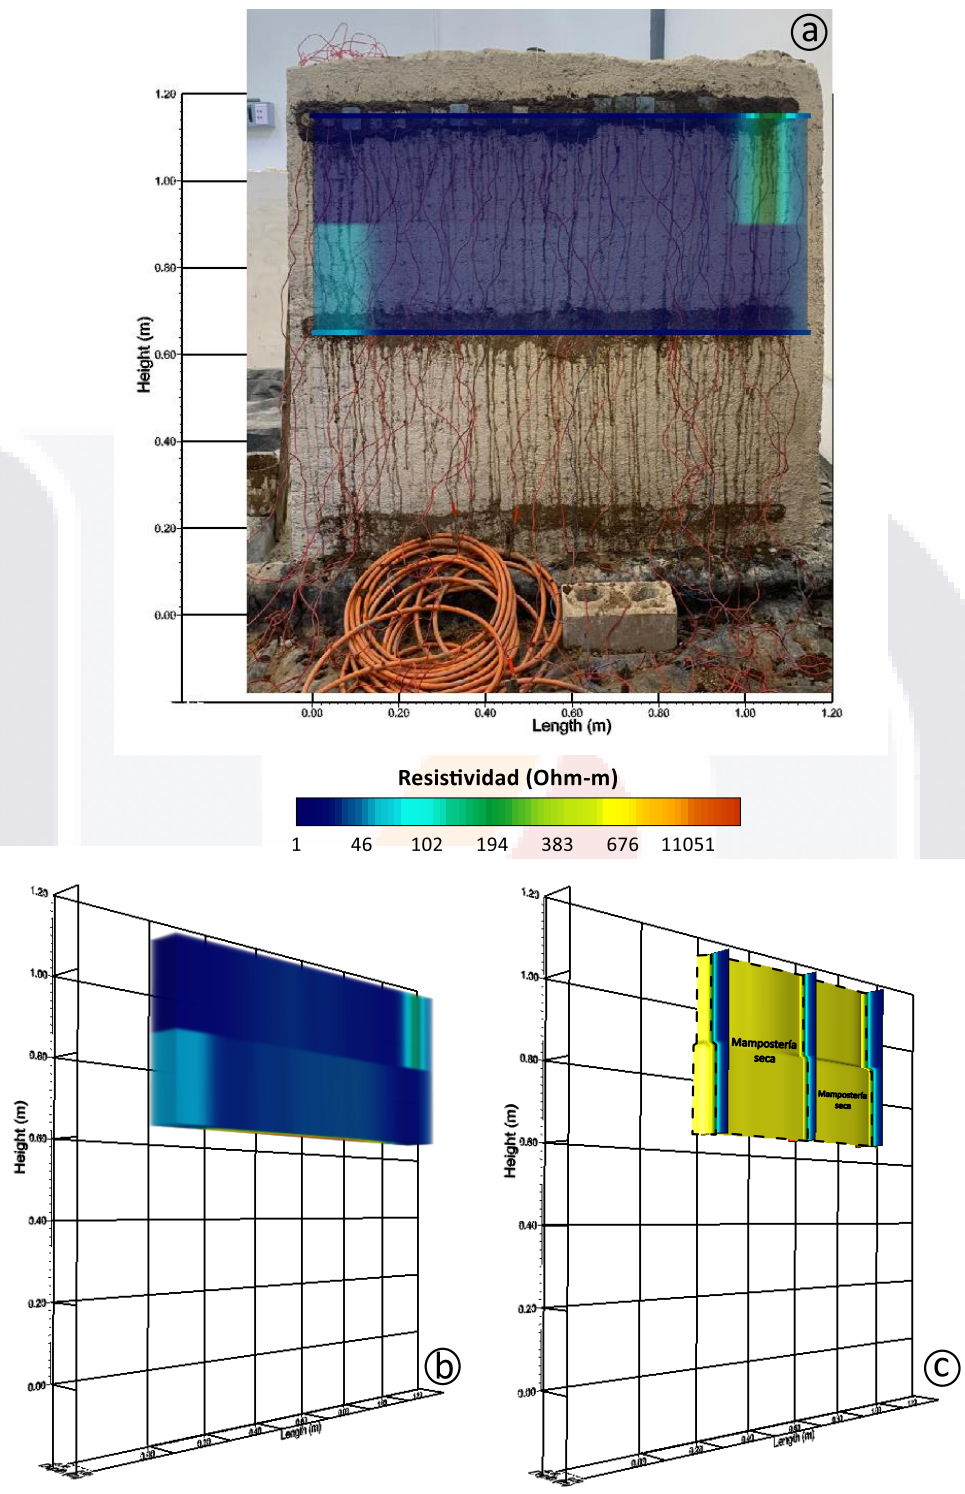 a
1.20
1.00
0.80
0.60
0.40
0.20
0.00
Height (m)
0.00 0.20 0.40 0.60 0.80 1.00 1.20
Length (m)
Resistividad (Ohm-m)
1 46 102 194 383 676 11051
1.20
1.00
0.80
0.60
0.40
0.20
0.00
Height (m)
Length (m)
b
1.20
1.00
0.80
0.60
0.40
0.20
0.00
Height (m)
Mampostería
seca
Mampostería
seca
Length (m)
c